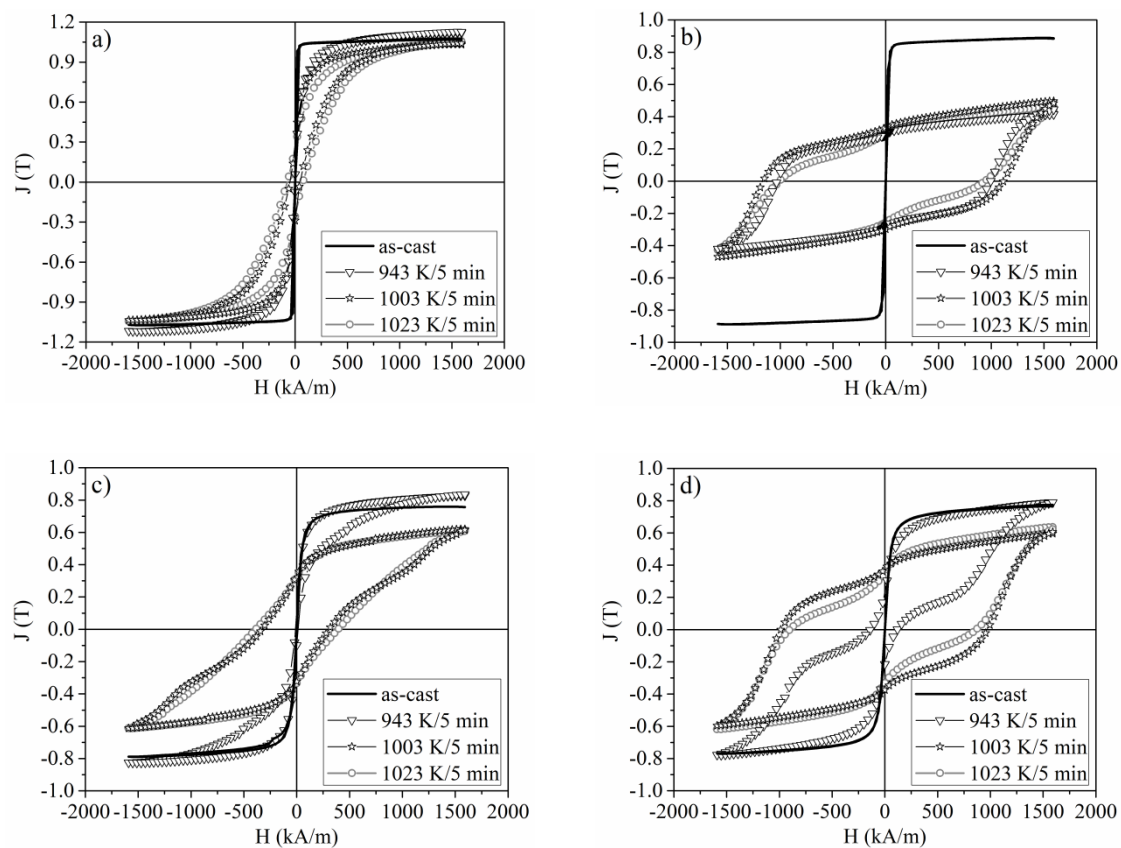 a)
1.2
0.9
0.6
0.3
0.0
-0.3
-0.6
-0.9
-1.2
J (T)
-2000 -1500 -1000 -500 0 500 1000 1500 2000
H (kA/m)
as-cast
943 K/5 min
1003 K/5 min
1023 K/5 min
b)
1.0
0.8
0.6
0.4
0.2
0.0
-0.2
-0.4
-0.6
-0.8
-1.0
J (T)
-2000 -1500 -1000 -500 0 500 1000 1500 2000
H (kA/m)
as-cast
943 K/5 min
1003 K/5 min
1023 K/5 min
c)
1.0
0.8
0.6
0.4
0.2
0.0
-0.2
-0.4
-0.6
-0.8
-1.0
J (T)
-2000 -1500 -1000 -500 0 500 1000 1500 2000
H (kA/m)
as-cast
943 K/5 min
1003 K/5 min
1023 K/5 min
d)
1.0
0.8
0.6
0.4
0.2
0.0
-0.2
-0.4
-0.6
-0.8
-1.0
J (T)
-2000 -1500 -1000 -500 0 500 1000 1500 2000
H (kA/m)
as-cast
943 K/5 min
1003 K/5 min
1023 K/5 min